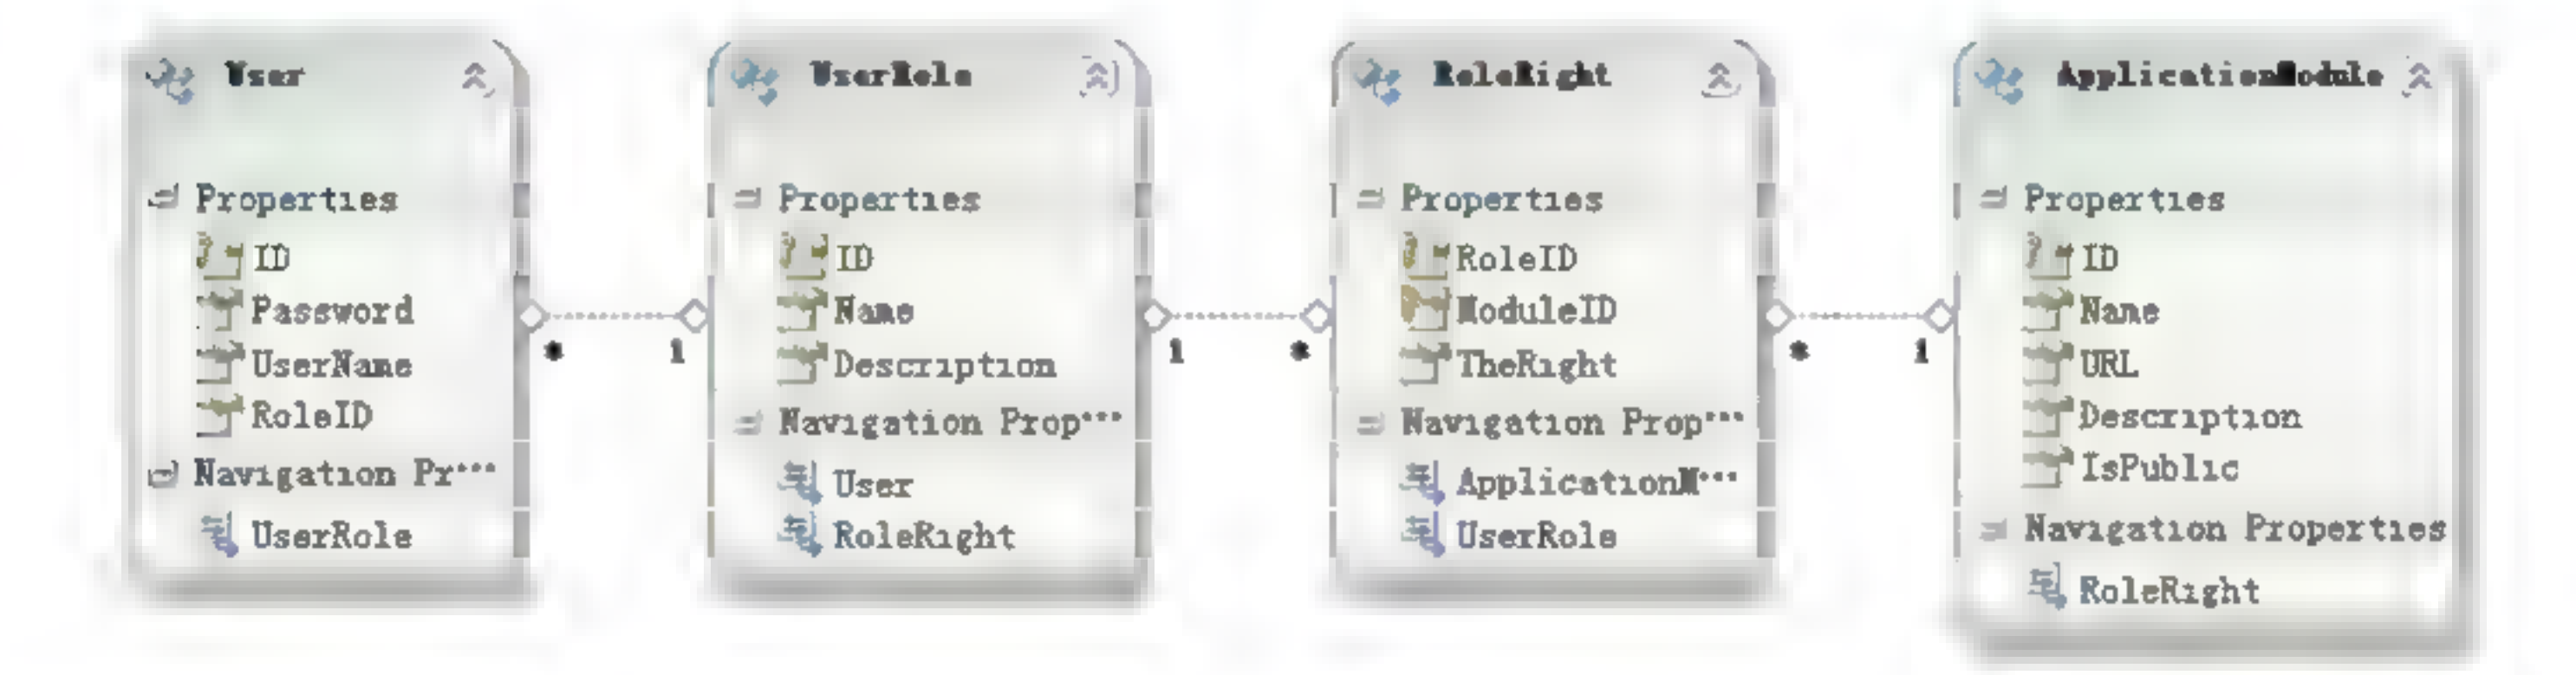 User
Properties
ID
Password
UserName
RoleID
Navigation Pr...
UserRole
*
1
UserRole
Properties
ID
Name
Description
Navigation Prop...
User
RoleRight
1
*
RoleRight
Properties
RoleID
ModuleID
TheRight
Navigation Prop...
ApplicationM...
UserRole
*
1
ApplicationModule
Properties
ID
Name
URL
Description
IsPublic
Navigation Properties
RoleRight